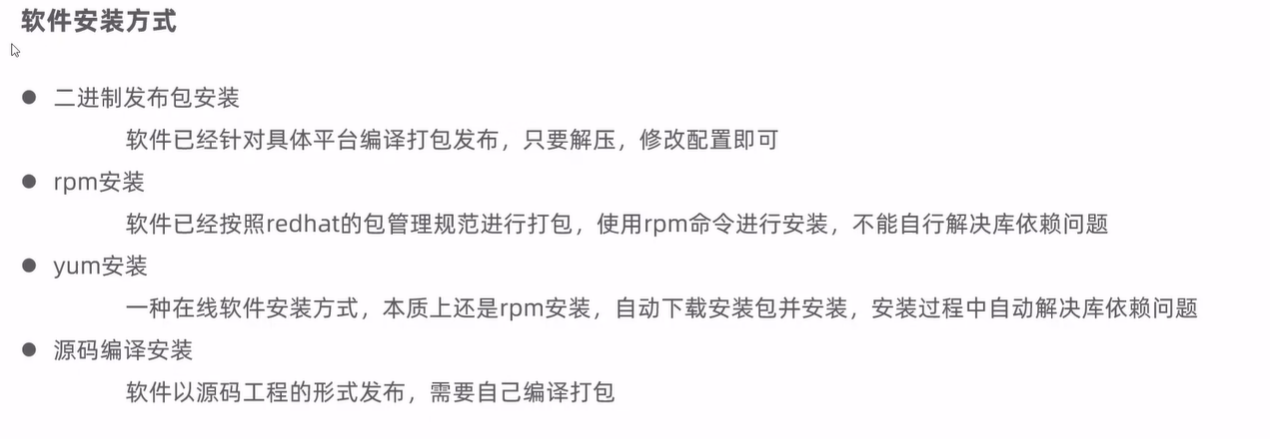 软件安装方式
● 二进制发布包安装
软件已经针对具体平台编译打包发布，只要解压，修改配置即可
● rpm安装
软件已经按照redhat的包管理规范进行打包，使用rpm命令进行安装，不能自行解决库依赖问题
● yum安装
一种在线软件安装方式，本质上还是rpm安装，自动下载安装包并安装，安装过程中自动解决库依赖问题
● 源码编译安装
软件以源码工程的形式发布，需要自己编译打包